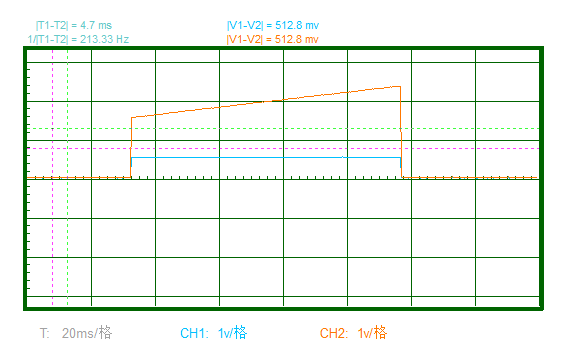 |T1-T2| = 4.7 ms |V1-V2| = 512.8 mv
1/|T1-T2| = 213.33 Hz |V1-V2| = 512.8 mv
T: 20ms/格 CH1: 1v/格 CH2: 1v/格